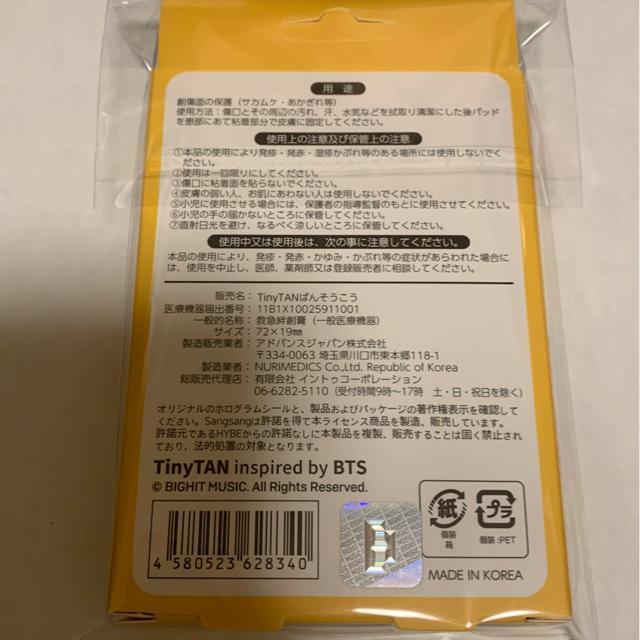 用途
創傷面の保護（サカムケ・あかぎれ等）
使用方法：傷口とその周辺の汚れ、汗、水気などを拭取り清潔にした後パッド
を患部にあて粘着部分で皮膚に固定してください。
使用上の注意及び保管上の注意
①本品の使用により発疹・発赤・湿疹かぶれ等のある場所には使用しないでく
ださい。
②使用は一回限りにしてください。
③傷口に粘着面を貼らないでください。
④皮膚の弱い人、お肌にあわない人は使用しないでください。
⑤小児に使用させる場合には、保護者の指導監督のもとに使用させてください。
⑥小児の手の届かないところに保管してください。
⑦直射日光を避け、なるべく涼しいところに保管してください。
使用中又は使用後は、次の事に注意してください。
本品の使用により、発疹・発赤・かゆみ・かぶれ等の症状があらわれた場合に
は、使用を中止し、医師、薬剤師又は登録販売者に相談してください。
販売名：TinyTANばんそうこう
医療機器届出番号：11B1X10025911001
一般的名称：救急絆創膏（一般医療機器）
サイズ：72×19㎜
製造販売業者：アドバンスジャパン株式会社
〒334-0063 埼玉県川口市東本郷118-1
製造業者：NURIMEDICS Co.,Ltd. Republic of Korea
総販売代理店：有限会社 イントゥコーポレーション
06-6282-5110（受付時間9時～17時 土・日・祝日を除く）
オリジナルのホログラムシールと、製品およびパッケージの著作権表示を確認して
ください。Sangsangは許諾を得て本ライセンス商品を製造、販売しています。
許諾元であるHYBEからの許諾なしに本製品を複製、販売することは固く禁止され
ており、法的処置の対象となります。
TinyTAN inspired by BTS
© BIGHIT MUSIC. All Rights Reserved.
4 580523 628340
紙
個装
箱
プラ
個装:PET
MADE IN KOREA